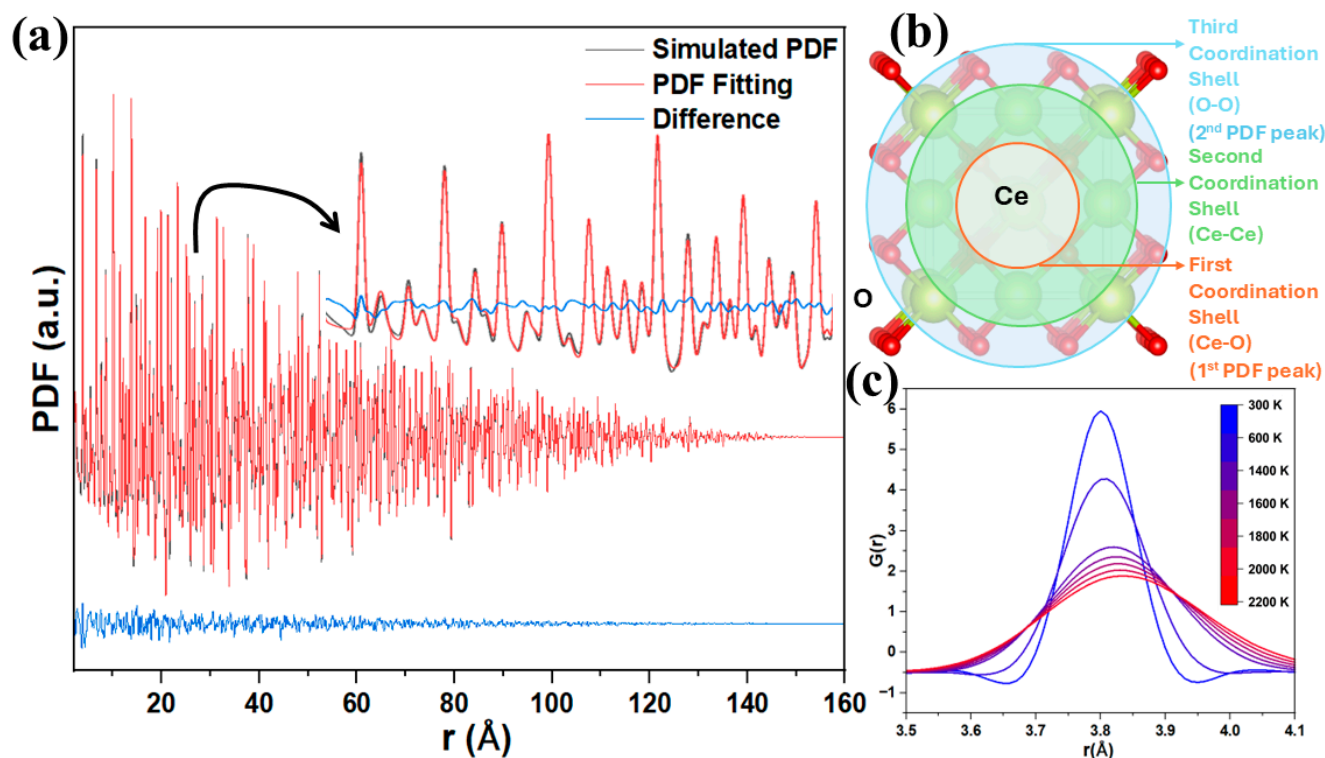 (a)
Simulated PDF
PDF Fitting
Difference
PDF (a.u.)
20
40
60
80
100
120
140
160
r (Å)
(b)
Ce
O
Third
Coordination
Shell
(O-O)
(2nd PDF peak)
Second
Coordination
Shell
(Ce-Ce)
First
Coordination
Shell
(Ce-O)
(1st PDF peak)
(c)
6
5
4
3
2
1
0
−1
G(r)
300 K
600 K
1400 K
1600 K
1800 K
2000 K
2200 K
3.5
3.6
3.7
3.8
3.9
4.0
4.1
r(Å)